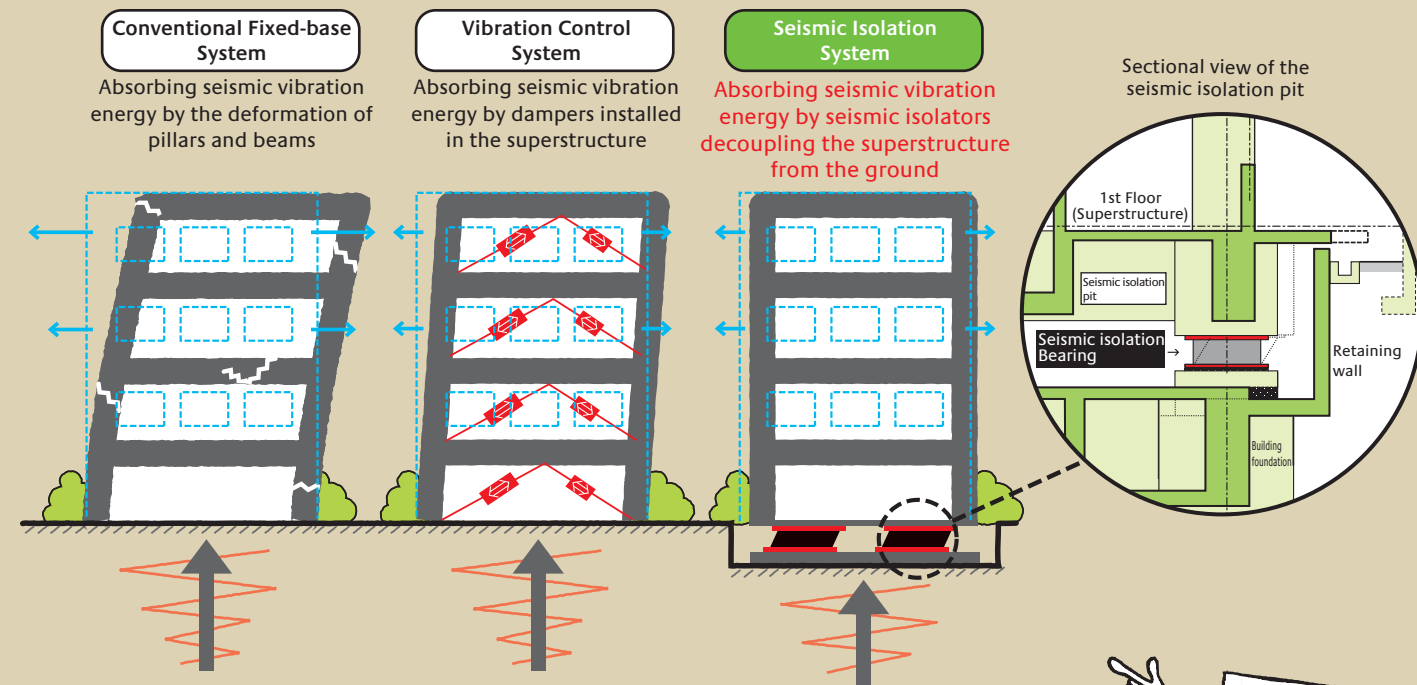 Conventional Fixed-base
System
Absorbing seismic vibration
energy by the deformation of
pillars and beams
Vibration Control
System
Absorbing seismic vibration
energy by dampers installed
in the superstructure
Seismic Isolation
System
Absorbing seismic vibration
energy by seismic isolators
decoupling the superstructure
from the ground
Sectional view of the
seismic isolation pit
1st Floor
(Superstructure)
Seismic isolation
pit
Seismic isolation
Bearing →
Retaining
wall
Building
foundation